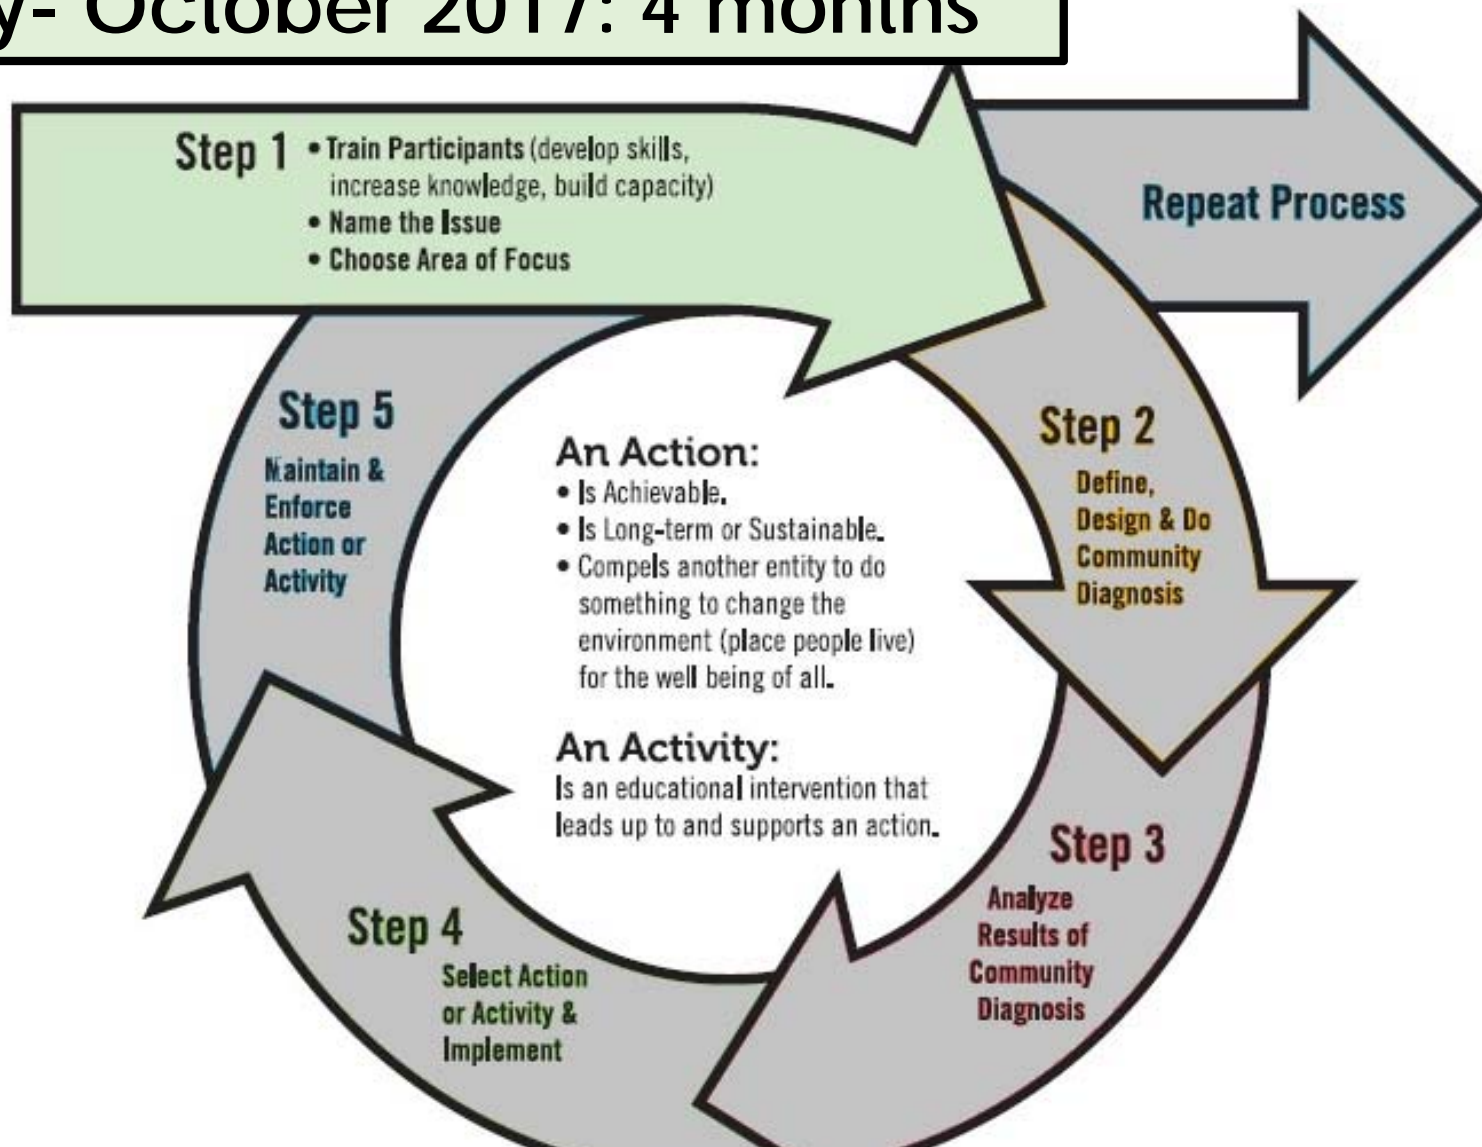 y- October 2017: 4 months
Step 1
• Train Participants (develop skills,
increase knowledge, build capacity)
• Name the Issue
• Choose Area of Focus
Repeat Process
Step 2
Define,
Design & Do
Community
Diagnosis
Step 3
Analyze
Results of
Community
Diagnosis
Step 4
Select Action
or Activity &
Implement
Step 5
Maintain &
Enforce
Action or
Activity
An Action:
• Is Achievable.
• Is Long-term or Sustainable.
• Compels another entity to do
something to change the
environment (place people live)
for the well being of all.
An Activity:
Is an educational intervention that
leads up to and supports an action.